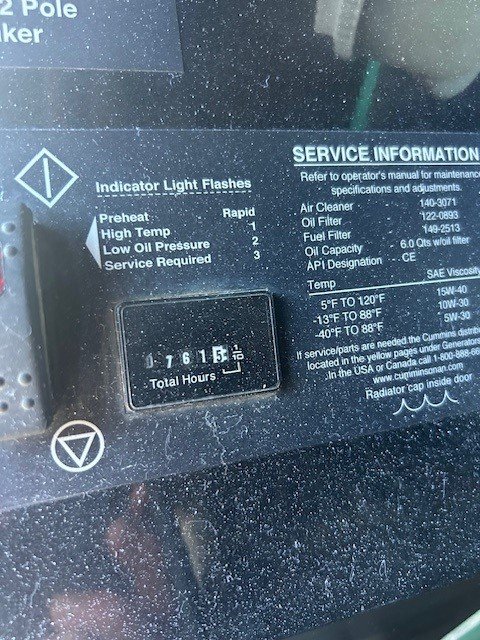 2 Pole
ker
SERVICE INFORMATION
Refer to operator's manual for maintenance
specifications and adjustments.
Air Cleaner 140-3071
Oil Filter 122-0893
Fuel Filter 149-2513
Oil Capacity 6.0 Qts w/oil filter
API Designation CE
Temp SAE Viscosity
5°F TO 120°F 15W-40
-13°F TO 88°F 10W-30
-40°F TO 88°F 5W-30
If service/parts are needed the Cummins
located in the yellow pages under Generators
In the USA or Canada call 1-800-888-66
www.cumminsonan.com
Radiator cap inside door
Indicator Light Flashes
Preheat Rapid
High Temp 1
Low Oil Pressure 2
Service Required 3
761
1/10
Total Hours